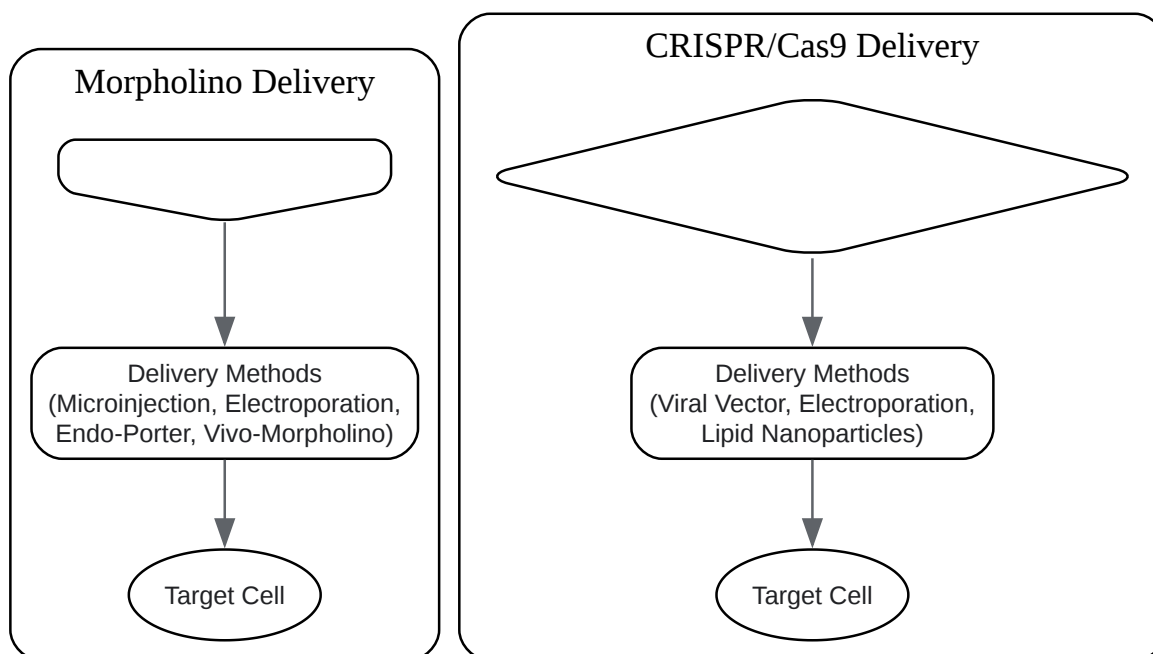 Morpholino Delivery
Delivery Methods
(Microinjection, Electroporation,
Endo-Porter, Vivo-Morpholino)
Target Cell
CRISPR/Cas9 Delivery
Delivery Methods
(Viral Vector, Electroporation,
Lipid Nanoparticles)
Target Cell